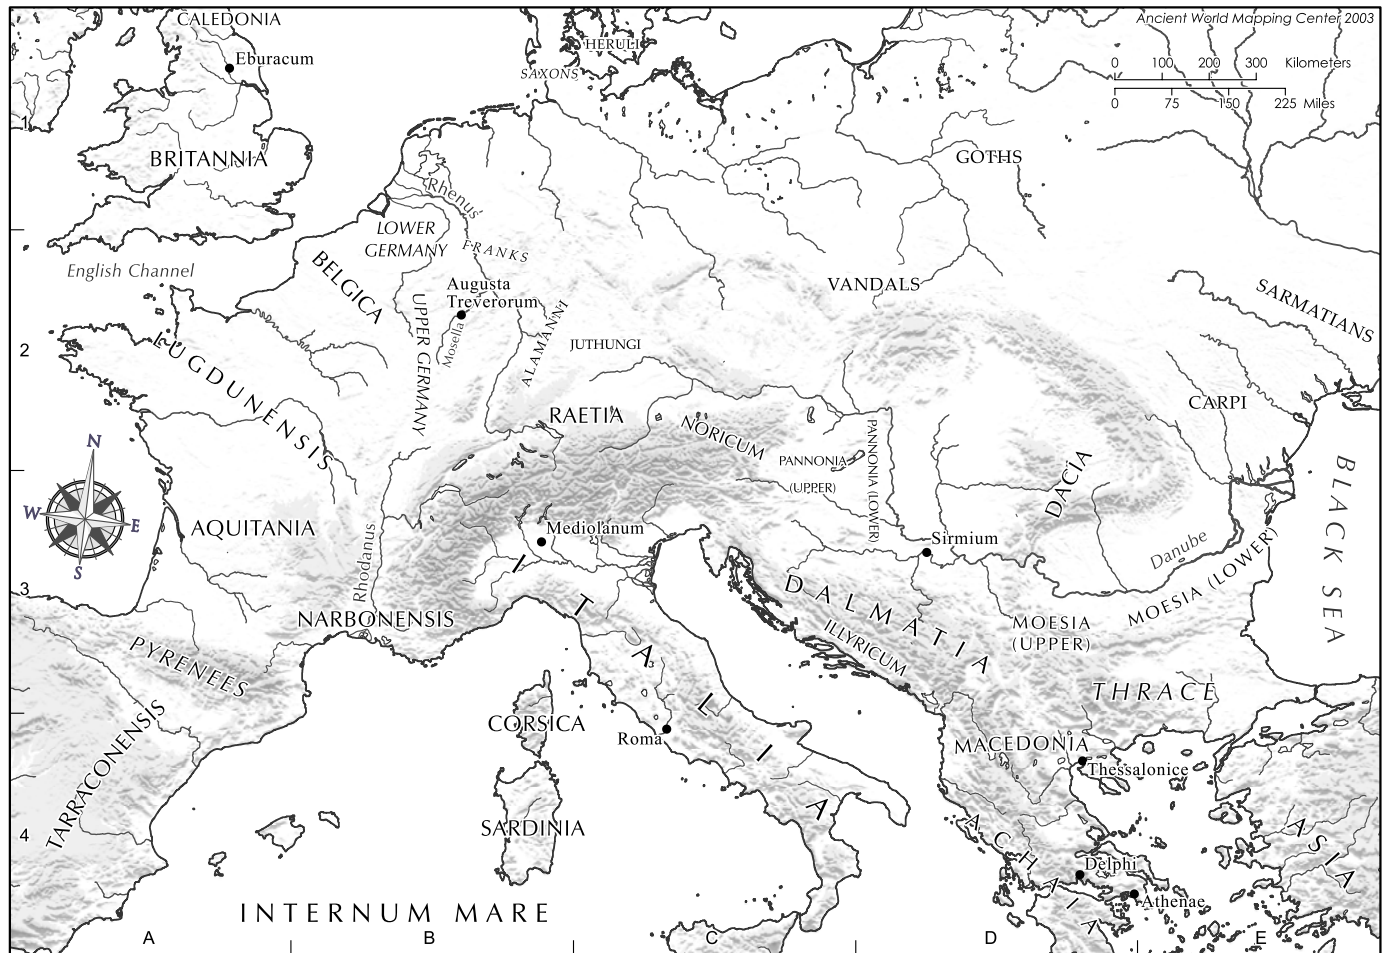 CALEDONIA
Ancient World Mapping Center 2003
HERULI
Eburacum
0 100 200 300 Kilometers
SAXONS
0 75 150 225 Miles
1
BRITANNIA
GOTHS
Rhenus
LOWER
GERMANY
FRANKS
English Channel
BELGICA
VANDALS
Augusta
Treverorum
SARMATIANS
UPPER GERMANY
Mosella
ALAMANNI
JUTHUNGI
2
LUGDUNENSIS
CARPI
RAETIA
NORICUM
PANNONIA
(UPPER)
PANNONIA (LOWER)
DACIA
BLACK SEA
N
W
E
S
AQUITANIA
Mediolanum
Rhodanus
Sirmium
Danube
3
DALMATIA
MOESIA (LOWER)
NARBONENSIS
ITALIA
MOESIA
(UPPER)
ILLYRICUM
PYRENEES
3
THRACE
TARRACONENSIS
CORSICA
Roma
MACEDONIA
Thessalonice
4
SARDINIA
ACHAIA
ASIA
Delphi
Athenae
INTERNUM MARE
A B C D E